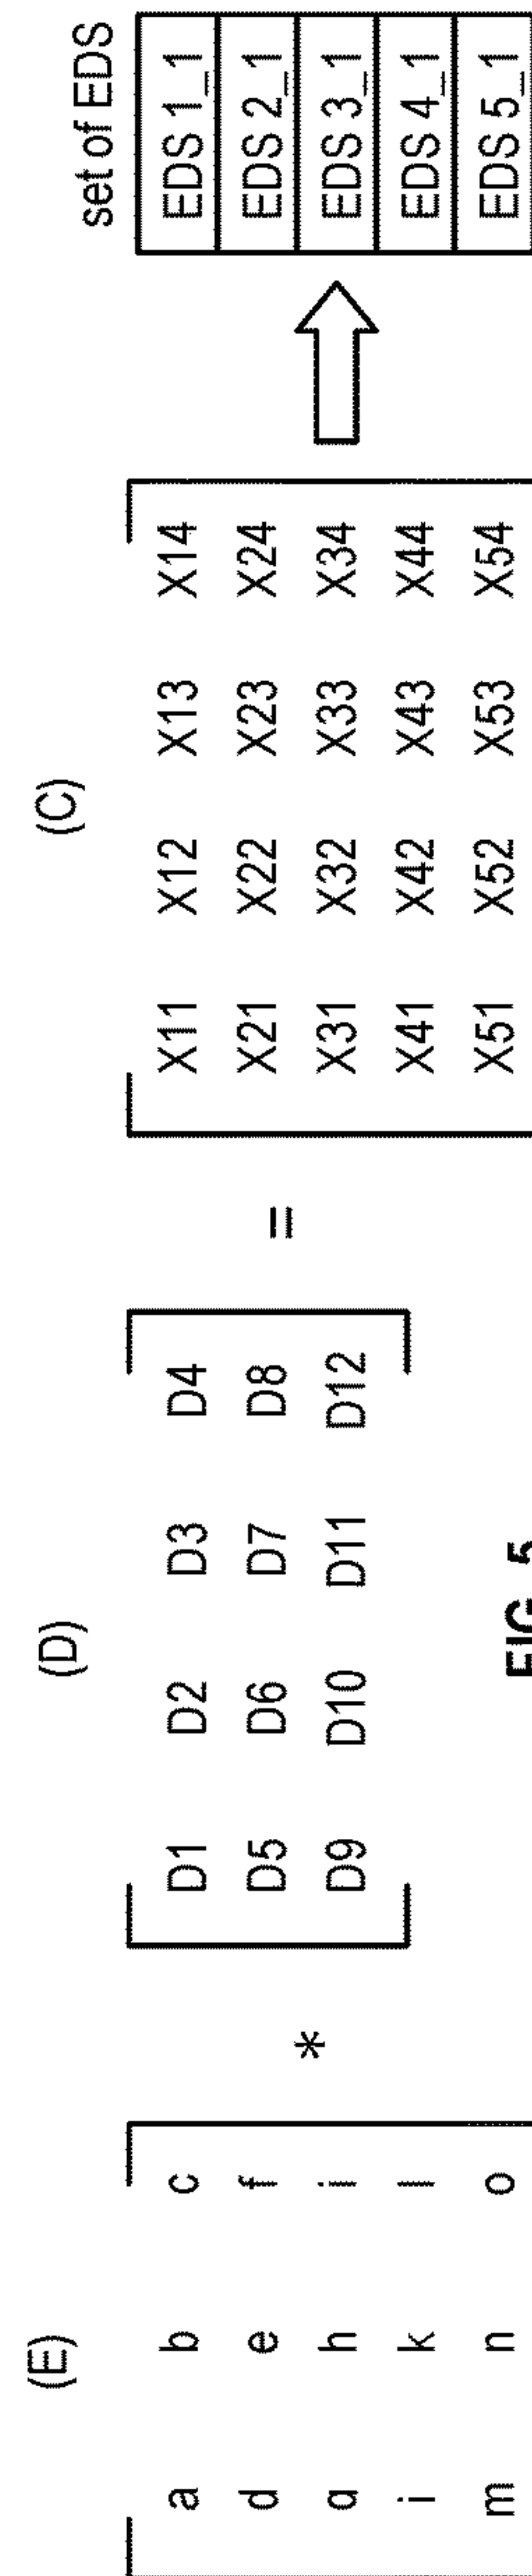 (E) (D) (C) set of EDS
a b c * D1 D2 D3 D4 = X11 X12 X13 X14 EDS 1_1
d e f D5 D6 D7 D8 X21 X22 X23 X24 EDS 2_1
g h i D9 D10 D11 D12 X31 X32 X33 X34 EDS 3_1
j k l X41 X42 X43 X44 EDS 4_1
m n o X51 X52 X53 X54 EDS 5_1
FIG. 5